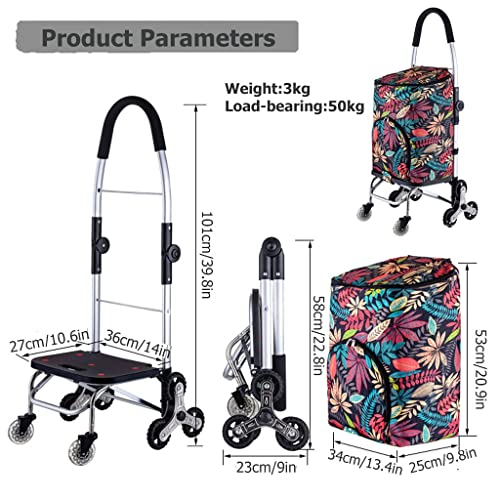 Product Parameters
Weight:3kg
Load-bearing:50kg
101cm/39.8in
27cm/10.6in
36cm/14in
58cm/22.8in
23cm/9in
53cm/20.9in
34cm/13.4in
25cm/9.8in